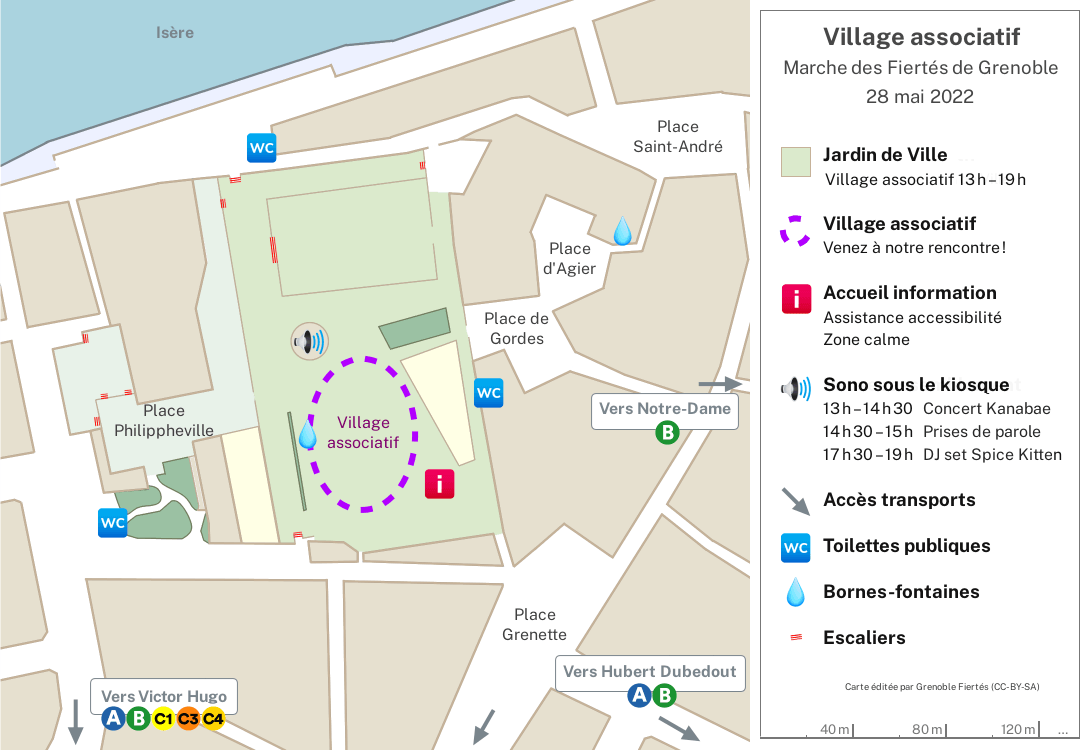 Isère
WC
Place
Saint-André
Place
d'Agier
Place de
Gordes
WC
Vers Notre-Dame
B
Place
Philippheville
Village
associatif
i
WC
Place
Grenette
Vers Victor Hugo
A B C1 C3 C4
Vers Hubert Dubedout
A B
Village associatif
Marche des Fiertés de Grenoble
28 mai 2022
Jardin de Ville
Village associatif 13 h – 19 h
Village associatif
Venez à notre rencontre !
i
Accueil information
Assistance accessibilité
Zone calme
Sono sous le kiosque
13 h – 14 h 30 Concert Kanabae
14 h 30 – 15 h Prises de parole
17 h 30 – 19 h DJ set Spice Kitten
Accès transports
WC
Toilettes publiques
Bornes-fontaines
Escaliers
Carte éditée par Grenoble Fiertés (CC-BY-SA)
40 m 80 m 120 m ...